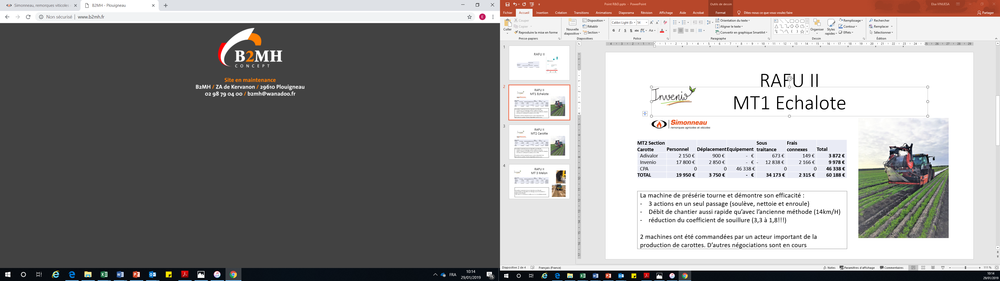 Simonneau, remorques viticoles
B2MH - Plouigneau
Non sécurisé | www.b2mh.fr
E
B2MH
CONCEPT
Site en maintenance
B2MH / ZA de Kervanon / 29610 Plouigneau
02 98 79 04 00 / b2mh@wanadoo.fr
FRA
10:14
29/01/2019
15
Point R&D.pptx - PowerPoint
Outils de dessin
Elsa VINUESA
Fichier Accueil Insertion Création Transitions Animations Diaporama Révision Affichage Aide Acrobat Format Dites-nous ce que vous voulez faire Partager
Coller
Couper
Copier
Reproduire la mise en forme
Presse-papiers
Nouvelle diapositive
Disposition
Rétablir
Section
Diapositives
Calibri Light (Er 54
G I S S abc AV Aa A
Police
Orientation du texte
Aligner le texte
Convertir en graphique SmartArt
Paragraphe
Organiser
Styles rapides
Remplissage
Contour
Effets
Dessin
Rechercher
Remplacer
Sélectionner
Édition
1
RAFU II
2
RAFU II
MT1 Echalote
3
RAFU II
MT2 Carotte
4
RAFU II
MT 3 Melon
RAFU II
MT1 Echalote
Invenio
Simonneau
remorques agricoles et viticoles
MT2 Section Carotte Personnel Déplacement Equipement Sous traitance Frais connexes Total
Adivalor 2 150 € 900 € - € 673 € 149 € 3 872 €
Invenio 17 800 € 2 850 € - € - 12 838 € 2 166 € 9 978 €
CPA 0 0 46 338 € 0 0 46 338 €
TOTAL 19 950 € 3 750 € - € 34 173 € 2 315 € 60 188 €
La machine de présérie tourne et démontre son efficacité :
- 3 actions en un seul passage (soulève, nettoie et enroule)
- Débit de chantier aussi rapide qu'avec l'ancienne méthode (14km/H)
- réduction du coefficient de souillure (3,3 à 1,8!!!)
2 machines ont été commandées par un acteur important de la
production de carottes. D'autres négociations sont en cours
Diapositive 2 de 4 Français (France) Notes Paramètres d'affichage Commentaires 111 %
10:14
29/01/2019